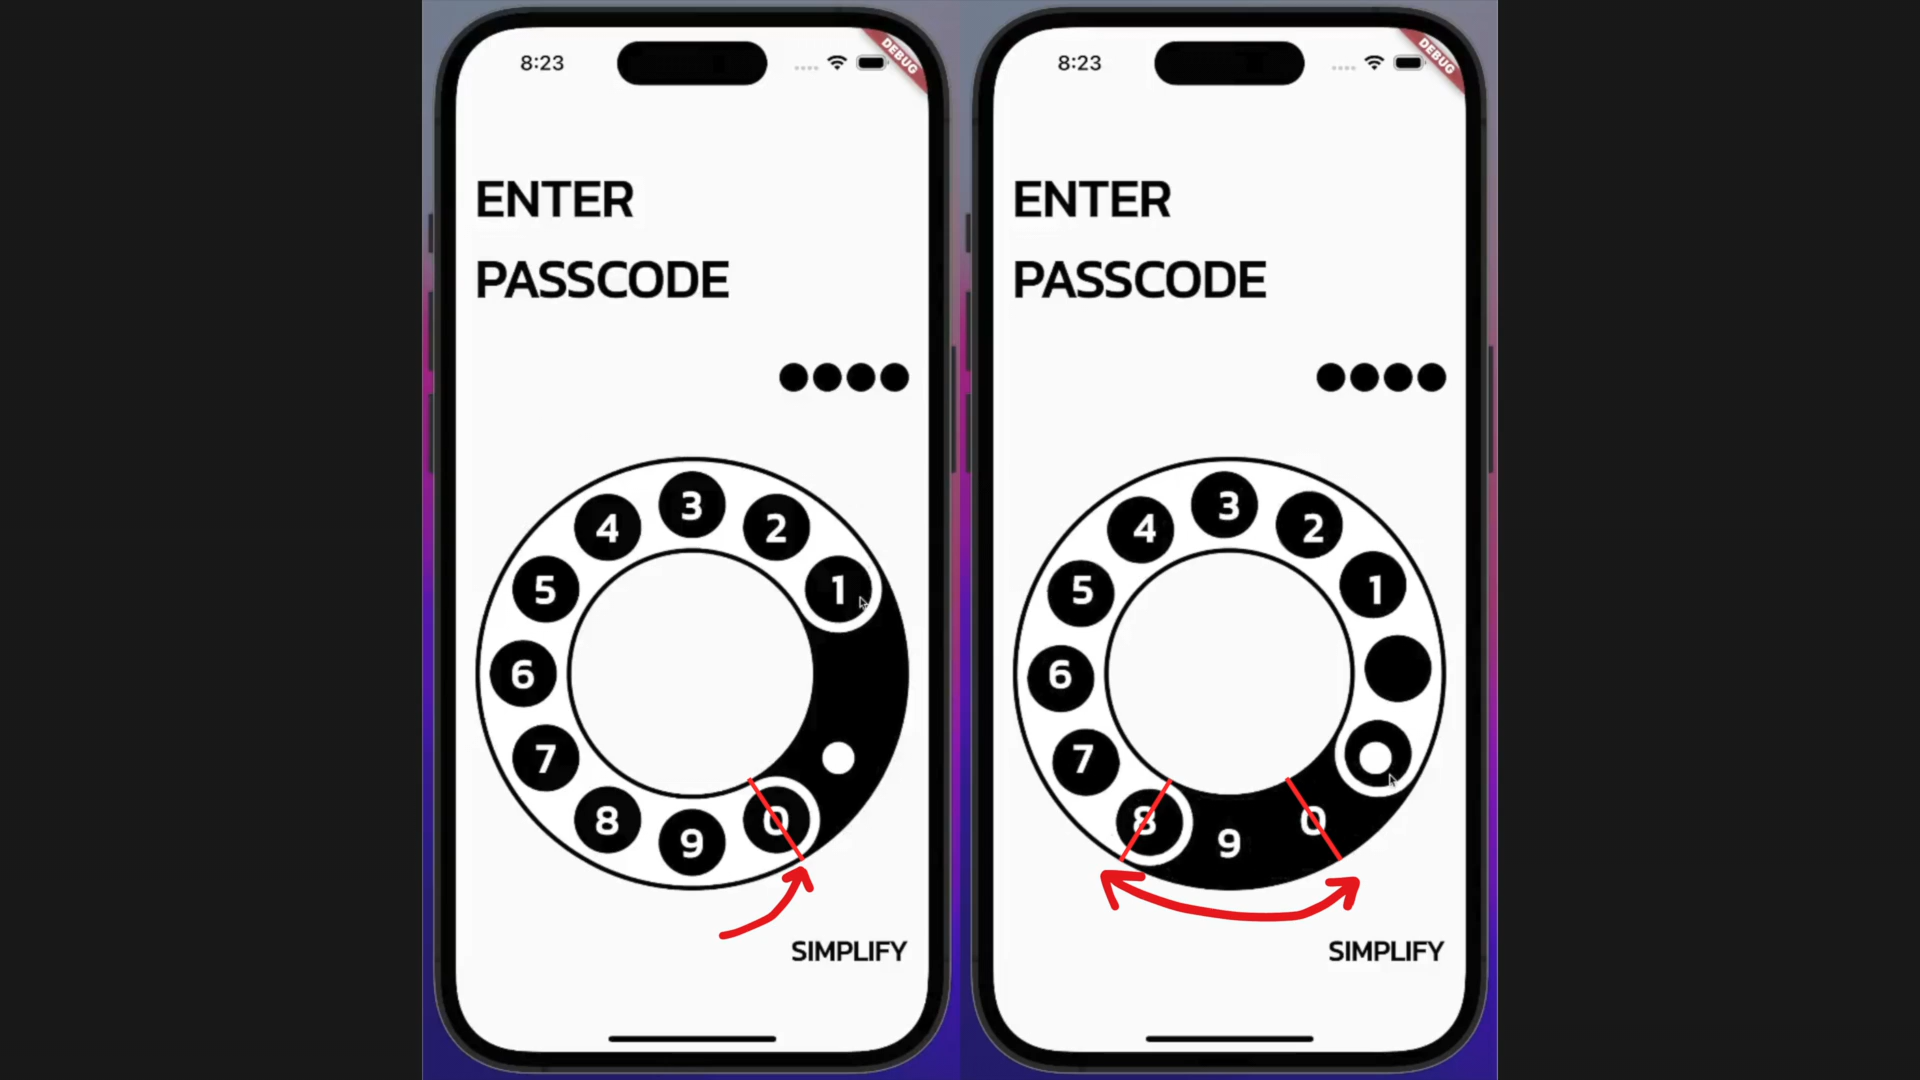 8:23
DEBUG
ENTER
PASSCODE
3
4
2
5
1
6
7
8
9
0
SIMPLIFY
8:23
DEBUG
ENTER
PASSCODE
3
4
2
5
1
6
7
8
9
0
SIMPLIFY